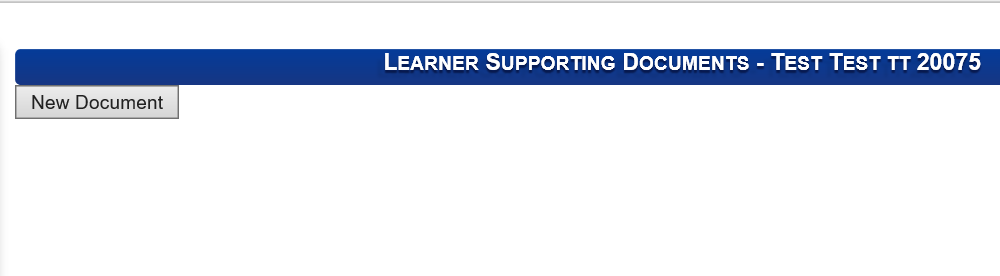 Learner Supporting Documents - Test Test tt 20075
New Document